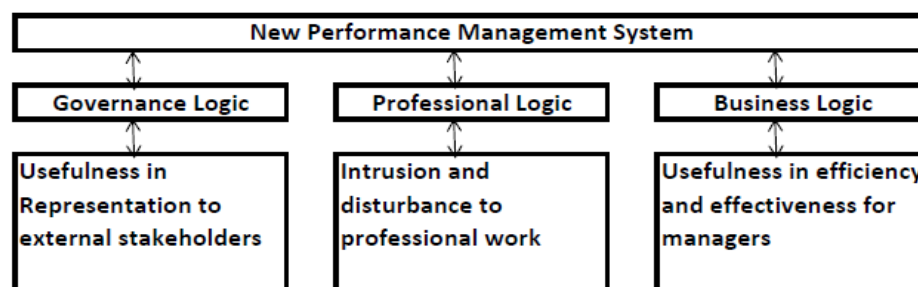 New Performance Management System
Governance Logic
Professional Logic
Business Logic
Usefulness in
Representation to
external stakeholders
Intrusion and
disturbance to
professional work
Usefulness in efficiency
and effectiveness for
managers